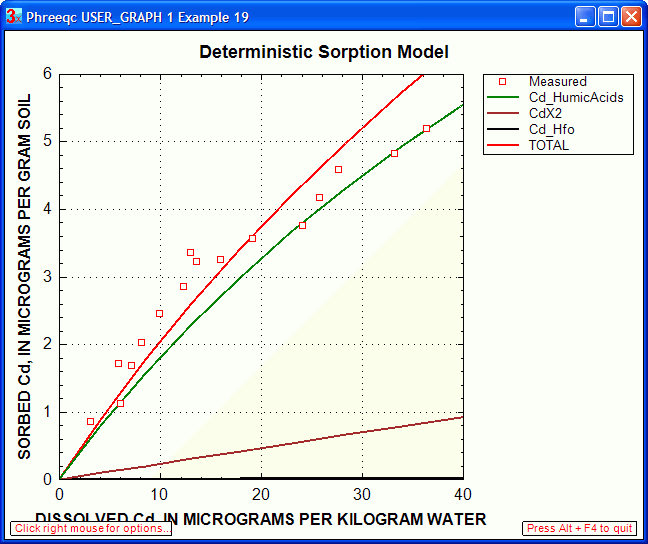 Phreeqc USER_GRAPH 1 Example 19
Deterministic Sorption Model
SORBED Cd, IN MICROGRAMS PER GRAM SOIL
6
5
4
3
2
1
0
0 10 20 30 40
DISSOLVED Cd, IN MICROGRAMS PER KILOGRAM WATER
Measured
Cd_HumicAcids
CdX2
Cd_Hfo
TOTAL
Click right mouse for options...
Press Alt + F4 to quit